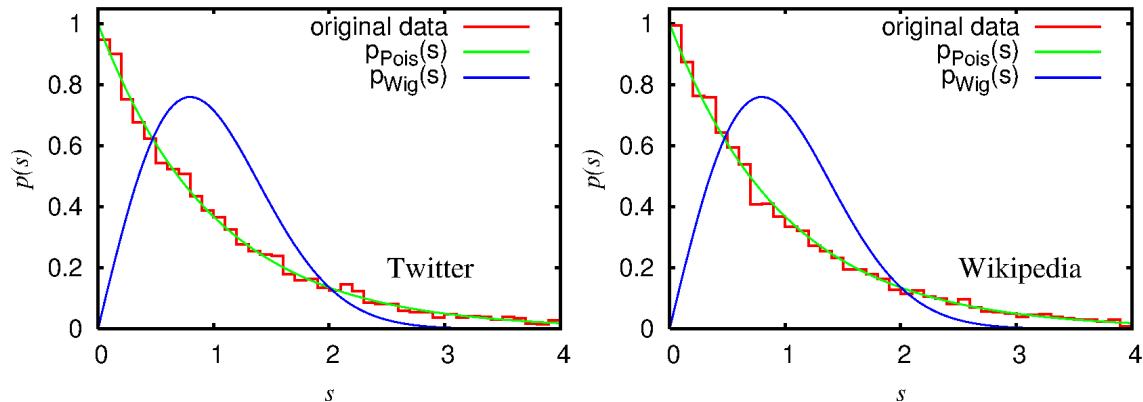 original data
p_Pois(s)
p_Wig(s)
1
0.8
0.6
0.4
0.2
0
p(s)
Twitter
0 1 2 3 4
s
original data
p_Pois(s)
p_Wig(s)
1
0.8
0.6
0.4
0.2
0
p(s)
Wikipedia
0 1 2 3 4
s